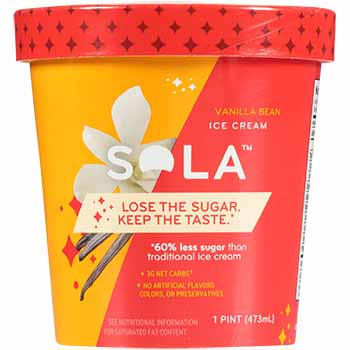 VANILLA BEAN
ICE CREAM
SOLA™
LOSE THE SUGAR.
KEEP THE TASTE.*
*60% less sugar than
traditional ice cream
• 3G NET CARBS†
• NO ARTIFICIAL FLAVORS
COLORS, OR PRESERVATIVES
SEE NUTRITIONAL INFORMATION
FOR SATURATED FAT CONTENT
1 PINT (473mL)